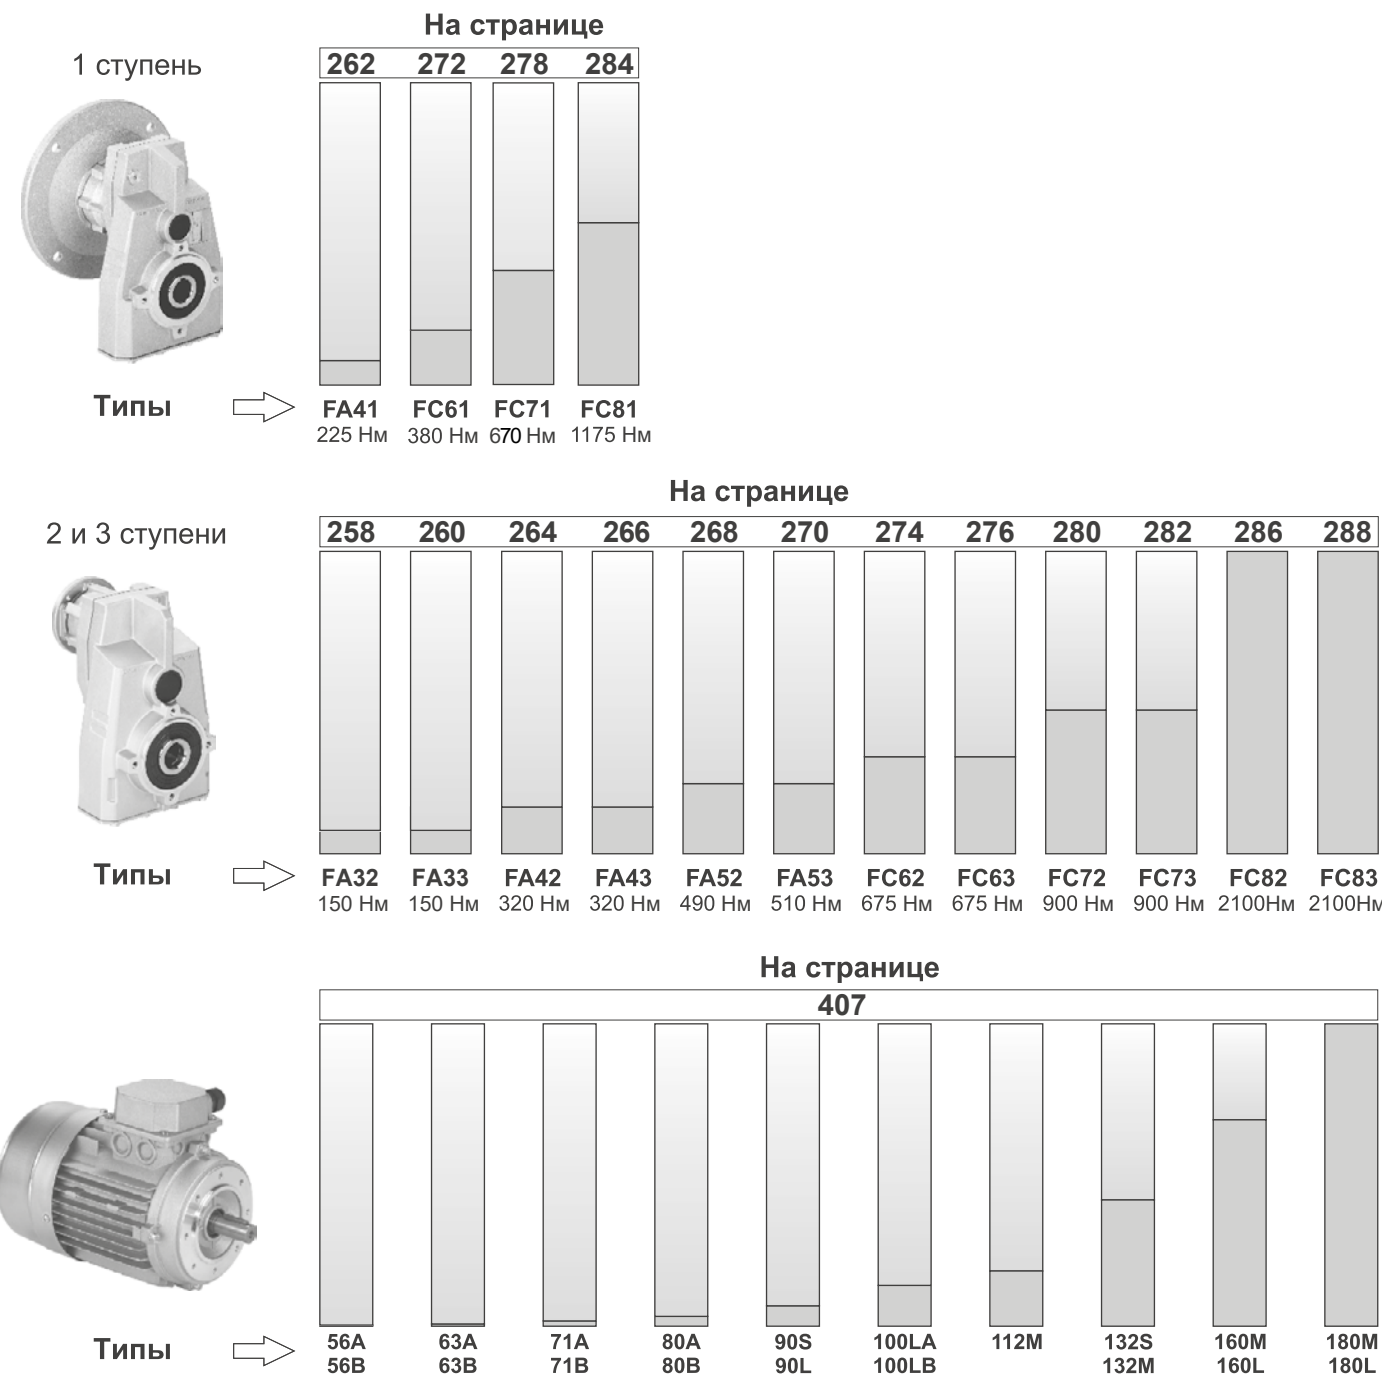 На странице
1 ступень
262 272 278 284
Типы
FA41 FC61 FC71 FC81
225 Нм 380 Нм 670 Нм 1175 Нм
На странице
2 и 3 ступени
258 260 264 266 268 270 274 276 280 282 286 288
Типы
FA32 FA33 FA42 FA43 FA52 FA53 FC62 FC63 FC72 FC73 FC82 FC83
150 Нм 150 Нм 320 Нм 320 Нм 490 Нм 510 Нм 675 Нм 675 Нм 900 Нм 900 Нм 2100Нм 2100Нм
На странице
407
Типы
56A 63A 71A 80A 90S 100LA 112M 132S 160M 180M
56B 63B 71B 80B 90L 100LB 132M 160L 180L